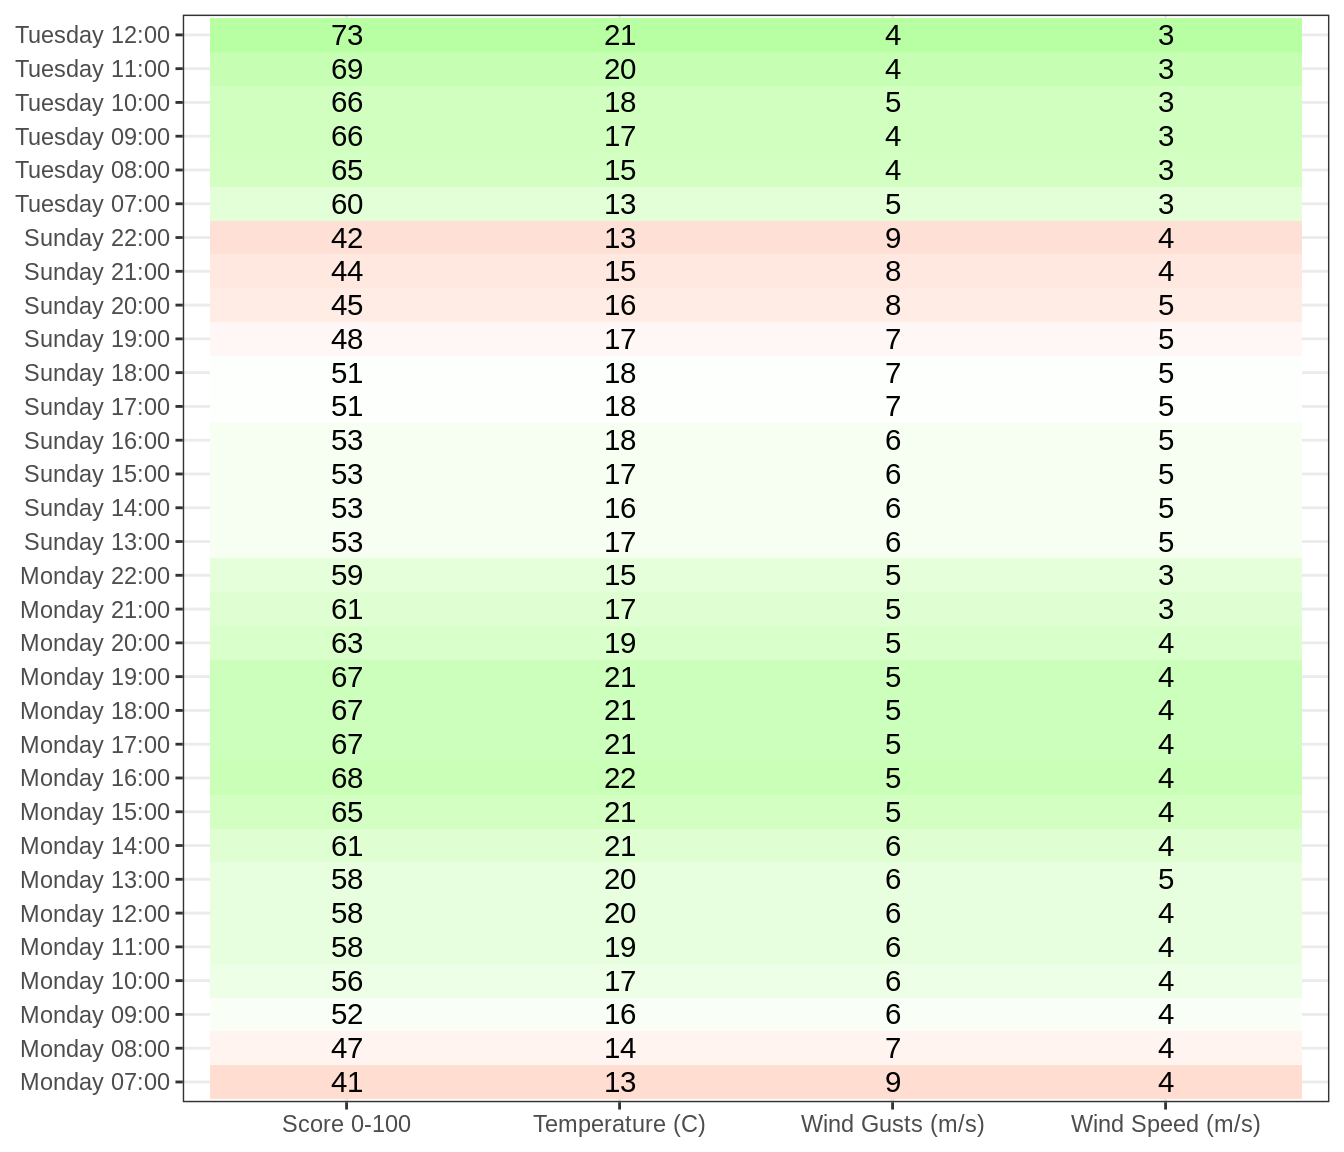 Tuesday 12:00 73 21 4 3
Tuesday 11:00 69 20 4 3
Tuesday 10:00 66 18 5 3
Tuesday 09:00 66 17 4 3
Tuesday 08:00 65 15 4 3
Tuesday 07:00 60 13 5 3
Sunday 22:00 42 13 9 4
Sunday 21:00 44 15 8 4
Sunday 20:00 45 16 8 5
Sunday 19:00 48 17 7 5
Sunday 18:00 51 18 7 5
Sunday 17:00 51 18 7 5
Sunday 16:00 53 18 6 5
Sunday 15:00 53 17 6 5
Sunday 14:00 53 16 6 5
Sunday 13:00 53 17 6 5
Monday 22:00 59 15 5 3
Monday 21:00 61 17 5 3
Monday 20:00 63 19 5 4
Monday 19:00 67 21 5 4
Monday 18:00 67 21 5 4
Monday 17:00 67 21 5 4
Monday 16:00 68 22 5 4
Monday 15:00 65 21 5 4
Monday 14:00 61 21 6 4
Monday 13:00 58 20 6 5
Monday 12:00 58 20 6 4
Monday 11:00 58 19 6 4
Monday 10:00 56 17 6 4
Monday 09:00 52 16 6 4
Monday 08:00 47 14 7 4
Monday 07:00 41 13 9 4
Score 0-100 Temperature (C) Wind Gusts (m/s) Wind Speed (m/s)